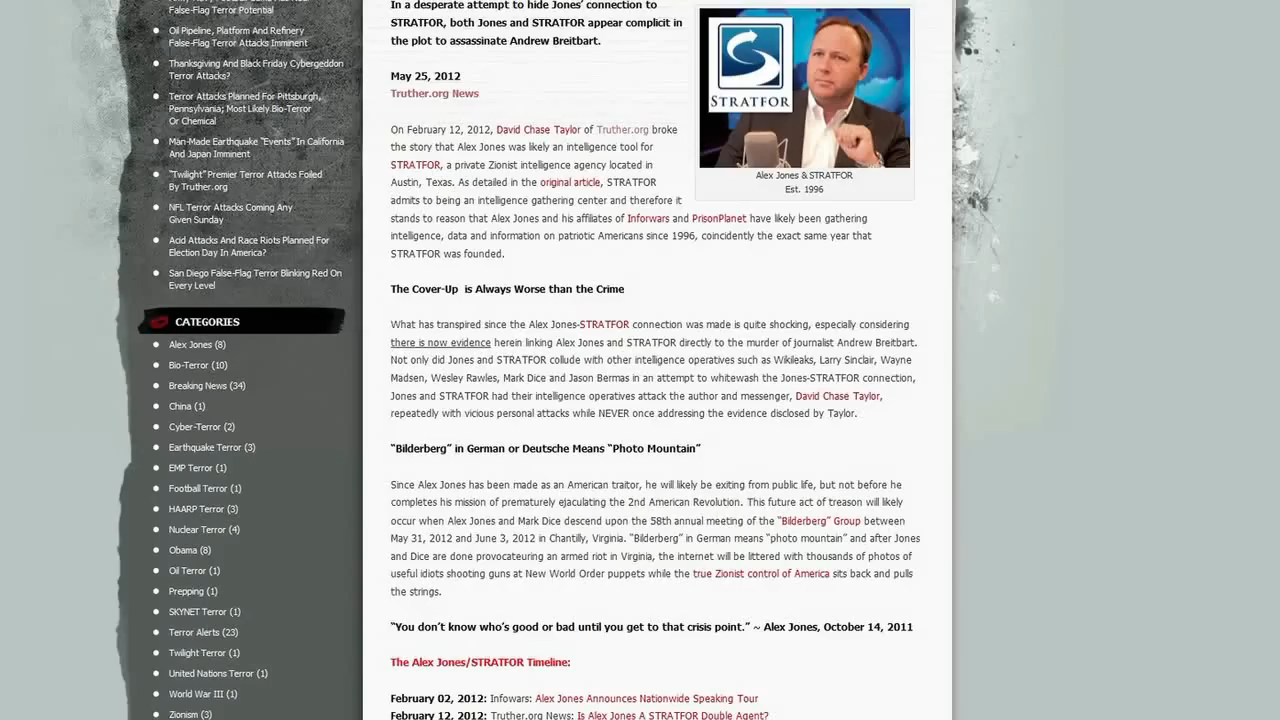 False-Flag Terror Potential
Oil Pipeline, Platform And Refinery
False-Flag Terror Attacks Imminent
Thanksgiving And Black Friday Cybergeddon
Terror Attacks?
Terror Attacks Planned For Pittsburgh,
Pennsylvania; Most Likely Bio-Terror
Or Chemical
Man-Made Earthquake “Events” In California
And Japan Imminent
“Twilight” Premier Terror Attacks Foiled
By Truther.org
NFL Terror Attacks Coming Any
Given Sunday
Acid Attacks And Race Riots Planned For
Election Day In America?
San Diego False-Flag Terror Blinking Red On
Every Level
CATEGORIES
Alex Jones (8)
Bio-Terror (10)
Breaking News (34)
China (1)
Cyber-Terror (2)
Earthquake Terror (3)
EMP Terror (1)
Football Terror (1)
HAARP Terror (3)
Nuclear Terror (4)
Obama (8)
Oil Terror (1)
Prepping (1)
SKYNET Terror (1)
Terror Alerts (23)
Twilight Terror (1)
United Nations Terror (1)
World War III (1)
Zionism (3)
In a desperate attempt to hide Jones’ connection to
STRATFOR, both Jones and STRATFOR appear complicit in
the plot to assassinate Andrew Breitbart.
May 25, 2012
Truther.org News
STRATFOR
Alex Jones & STRATFOR
Est. 1996
On February 12, 2012, David Chase Taylor of Truther.org broke
the story that Alex Jones was likely an intelligence tool for
STRATFOR, a private Zionist intelligence agency located in
Austin, Texas. As detailed in the original article, STRATFOR
admits to being an intelligence gathering center and therefore it
stands to reason that Alex Jones and his affiliates of Inforwars and PrisonPlanet have likely been gathering
intelligence, data and information on patriotic Americans since 1996, coincidently the exact same year that
STRATFOR was founded.
The Cover-Up  is Always Worse than the Crime
What has transpired since the Alex Jones-STRATFOR connection was made is quite shocking, especially considering
there is now evidence herein linking Alex Jones and STRATFOR directly to the murder of journalist Andrew Breitbart.
Not only did Jones and STRATFOR collude with other intelligence operatives such as Wikileaks, Larry Sinclair, Wayne
Madsen, Wesley Rawles, Mark Dice and Jason Bermas in an attempt to whitewash the Jones-STRATFOR connection,
Jones and STRATFOR had their intelligence operatives attack the author and messenger, David Chase Taylor,
repeatedly with vicious personal attacks while NEVER once addressing the evidence disclosed by Taylor.
“Bilderberg” in German or Deutsche Means “Photo Mountain”
Since Alex Jones has been made as an American traitor, he will likely be exiting from public life, but not before he
completes his mission of prematurely ejaculating the 2nd American Revolution. This future act of treason will likely
occur when Alex Jones and Mark Dice descend upon the 58th annual meeting of the “Bilderberg” Group between
May 31, 2012 and June 3, 2012 in Chantilly, Virginia. “Bilderberg” in German means “photo mountain” and after Jones
and Dice are done provocateuring an armed riot in Virginia, the internet will be littered with thousands of photos of
useful idiots shooting guns at New World Order puppets while the true Zionist control of America sits back and pulls
the strings.
“You don’t know who’s good or bad until you get to that crisis point.” ~ Alex Jones, October 14, 2011
The Alex Jones/STRATFOR Timeline:
February 02, 2012: Infowars: Alex Jones Announces Nationwide Speaking Tour
February 12, 2012: Truther.org News: Is Alex Jones A STRATFOR Double Agent?